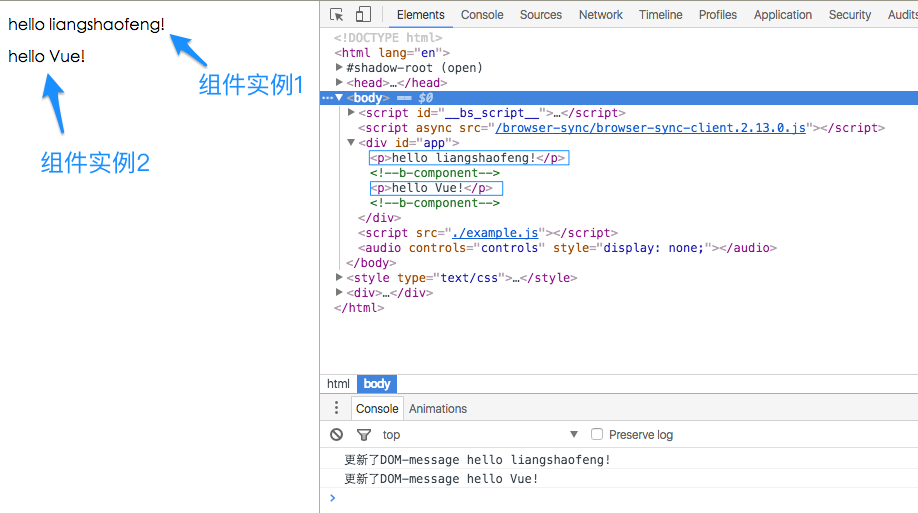 hello liangshaofeng!
hello Vue!
组件实例1
组件实例2
Elements Console Sources Network Timeline Profiles Application Security Audits
<!DOCTYPE html>
<html lang="en">
#shadow-root (open)
<head>…</head>
<body> == $0
<script id="__bs_script__">…</script>
<script async src="/browser-sync/browser-sync-client.2.13.0.js"></script>
<div id="app">
<p>hello liangshaofeng!</p>
<!--b-component-->
<p>hello Vue!</p>
<!--b-component-->
</div>
<script src="./example.js"></script>
<audio controls="controls" style="display: none;"></audio>
</body>
<style type="text/css">…</style>
<div>…</div>
</html>
html body
Console Animations
top Preserve log
更新了DOM-message hello liangshaofeng!
更新了DOM-message hello Vue!